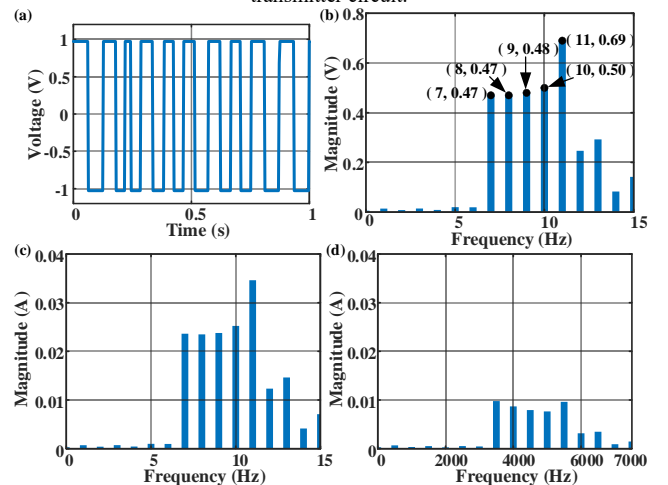 transmitter circuit.
(a)
1
0.5
0
-0.5
-1
Voltage (V)
0
0.5
1
Time (s)
(b)
0.8
0.6
0.4
0.2
0
Magnitude (V)
( 9, 0.48)
( 11, 0.69)
( 8, 0.47)
( 10, 0.50)
( 7, 0.47)
5
10
15
Frequency (Hz)
(c)
0.04
0.03
0.02
0.01
0
Magnitude (A)
0
5
10
15
Frequency (Hz)
(d)
0.04
0.03
0.02
0.01
0
Magnitude (A)
0
2000
4000
6000
7000
Frequency (Hz)